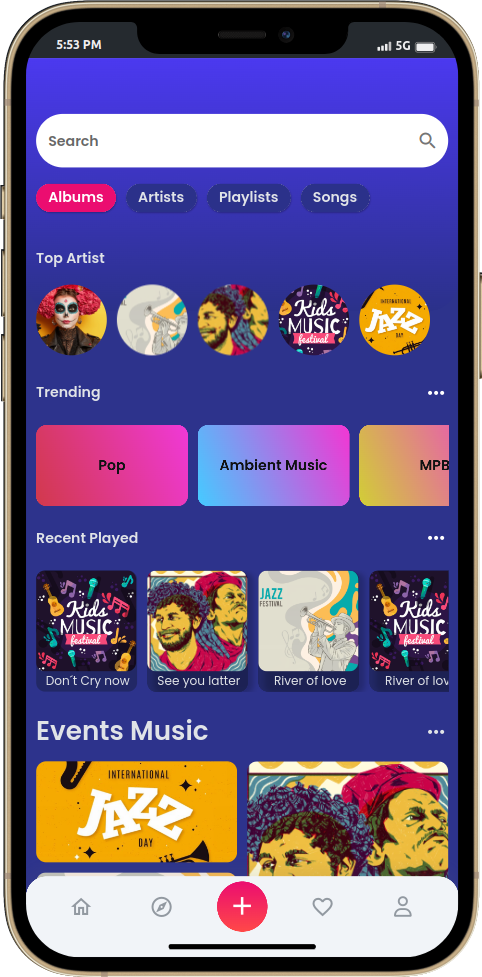 5:53 PM 5G
Search
Albums Artists Playlists Songs
Top Artist
Kids
MUSIC
festival
INTERNATIONAL
JAZZ
DAY
Trending
Pop Ambient Music MPB
Recent Played
Kids
MUSIC
festival
JAZZ
FESTIVAL
Kids
MUSIC
festival
Don´t Cry now See you latter River of love River of lov
Events Music
INTERNATIONAL
JAZZ
DAY